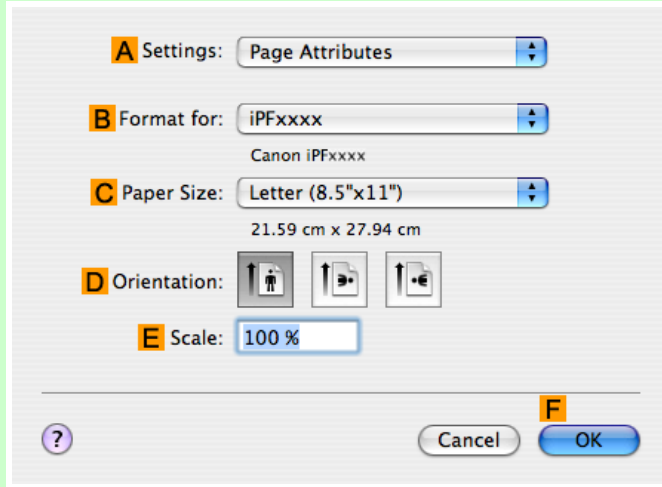 A Settings: Page Attributes
B Format for: iPFxxxx
Canon iPFxxxx
C Paper Size: Letter (8.5"x11")
21.59 cm x 27.94 cm
D Orientation:
E Scale: 100 %
F
? Cancel OK